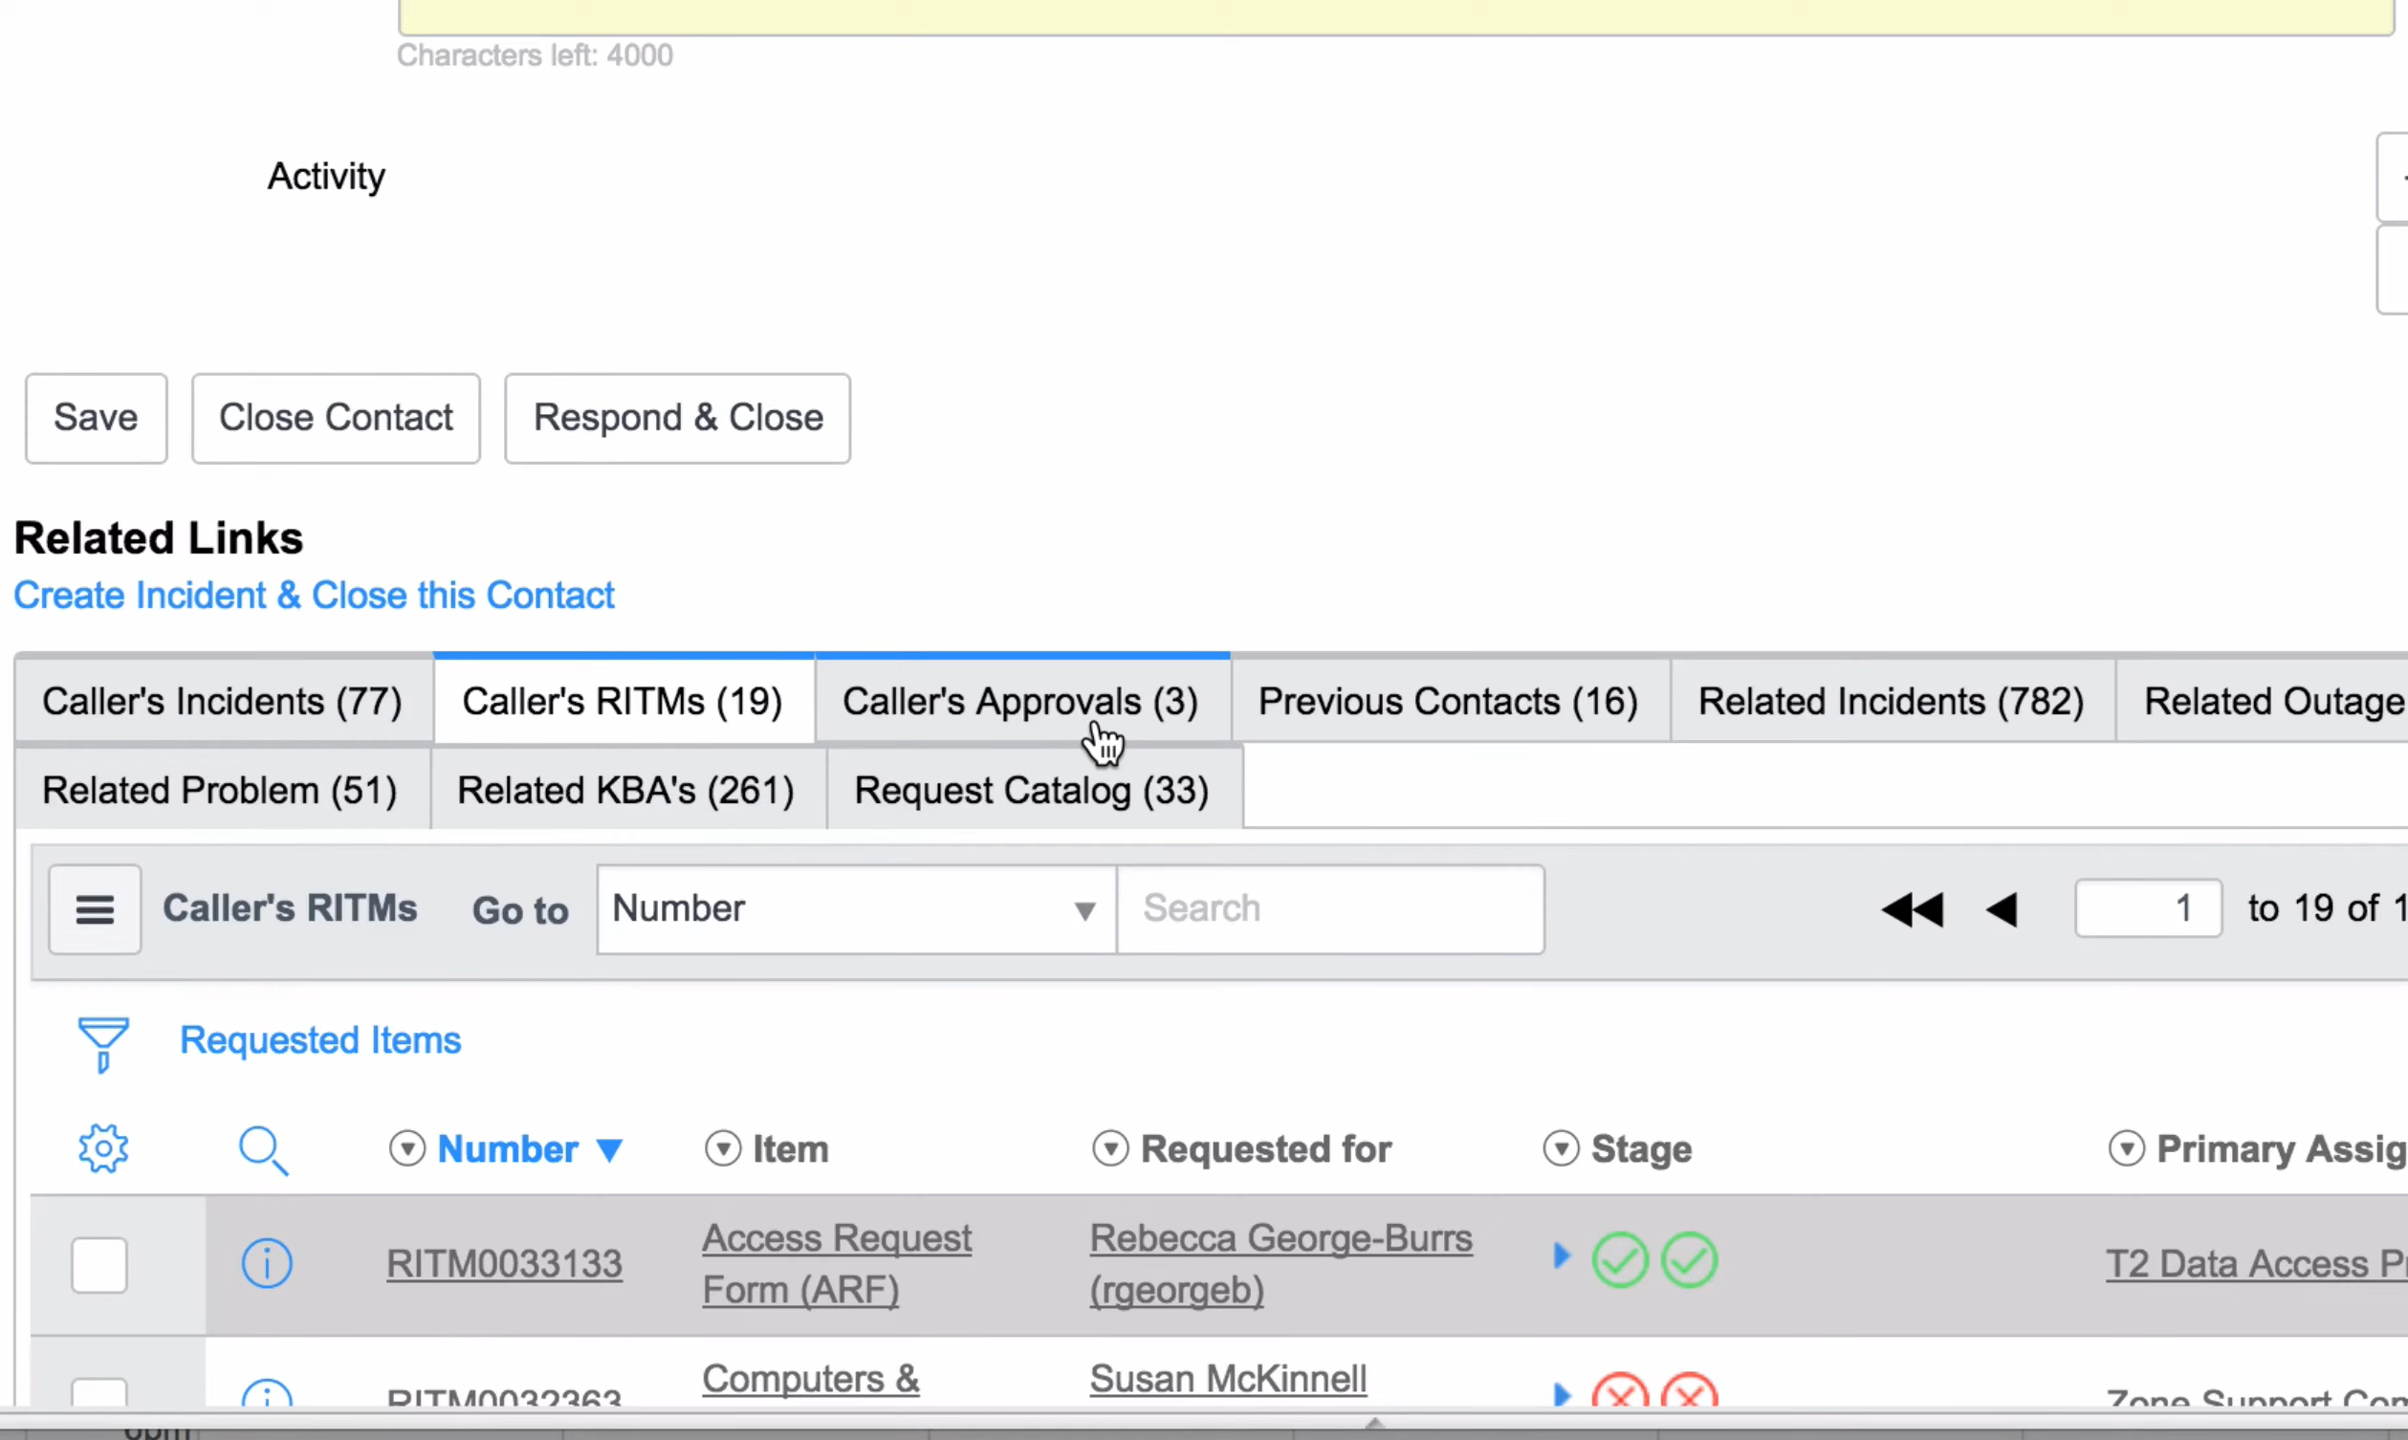 Characters left: 4000
Activity
Save Close Contact Respond & Close
Related Links
Create Incident & Close this Contact
Caller's Incidents (77) Caller's RITMs (19) Caller's Approvals (3) Previous Contacts (16) Related Incidents (782) Related Outage
Related Problem (51) Related KBA's (261) Request Catalog (33)
Caller's RITMs Go to Number Search 1 to 19 of 1
Requested Items
Number Item Requested for Stage Primary Assig
RITM0033133 Access Request Form (ARF) Rebecca George-Burrs (rgeorgeb) T2 Data Access P
RITM0032363 Computers & Susan McKinnell Zone Support Con